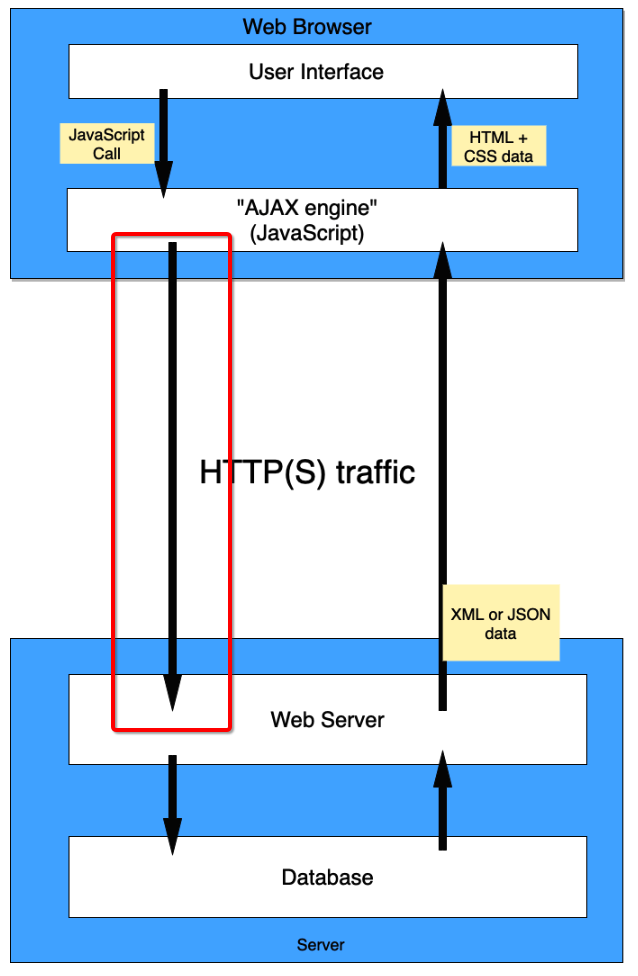 Web Browser
User Interface
JavaScript
Call
HTML +
CSS data
"AJAX engine"
(JavaScript)
HTTP(S) traffic
XML or JSON
data
Web Server
Database
Server